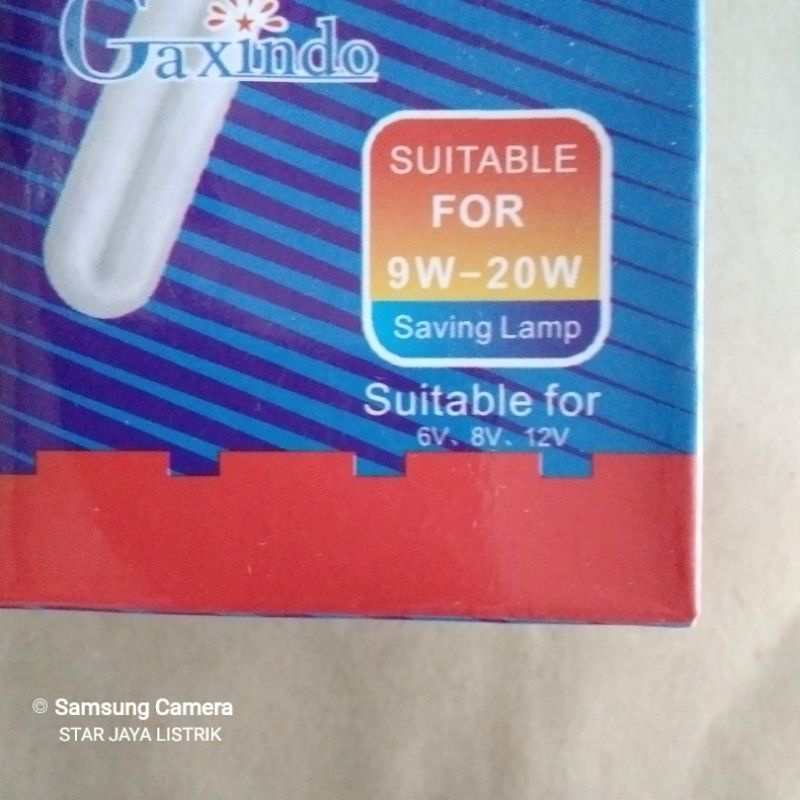 Gaxindo
SUITABLE
FOR
9W-20W
Saving Lamp
Suitable for
6V、8V、12V
© Samsung Camera
STAR JAYA LISTRIK